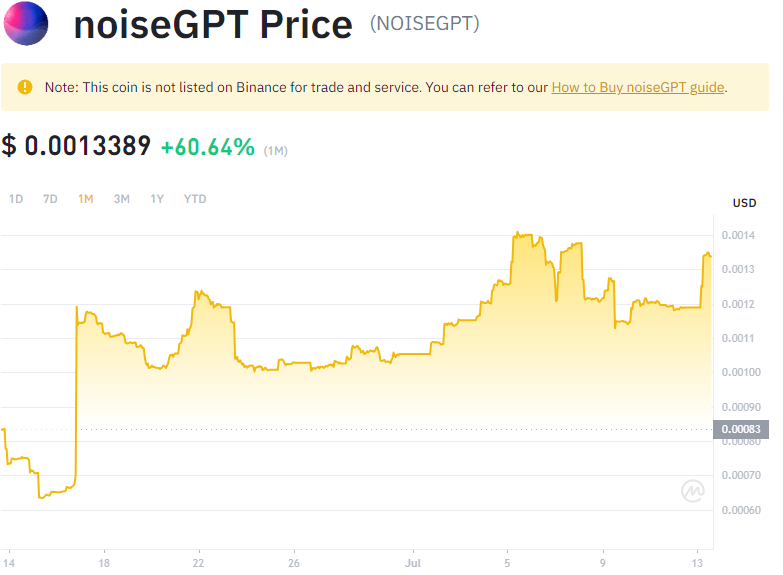 noiseGPT Price (NOISEGPT)
Note: This coin is not listed on Binance for trade and service. You can refer to our How to Buy noiseGPT guide.
$ 0.0013389 +60.64% (1M)
1D 7D 1M 3M 1Y YTD
USD
0.0014
0.0013
0.0012
0.0011
0.00100
0.00090
0.00083
0.00080
0.00070
0.00060
14 18 22 26 Jul 5 9 13